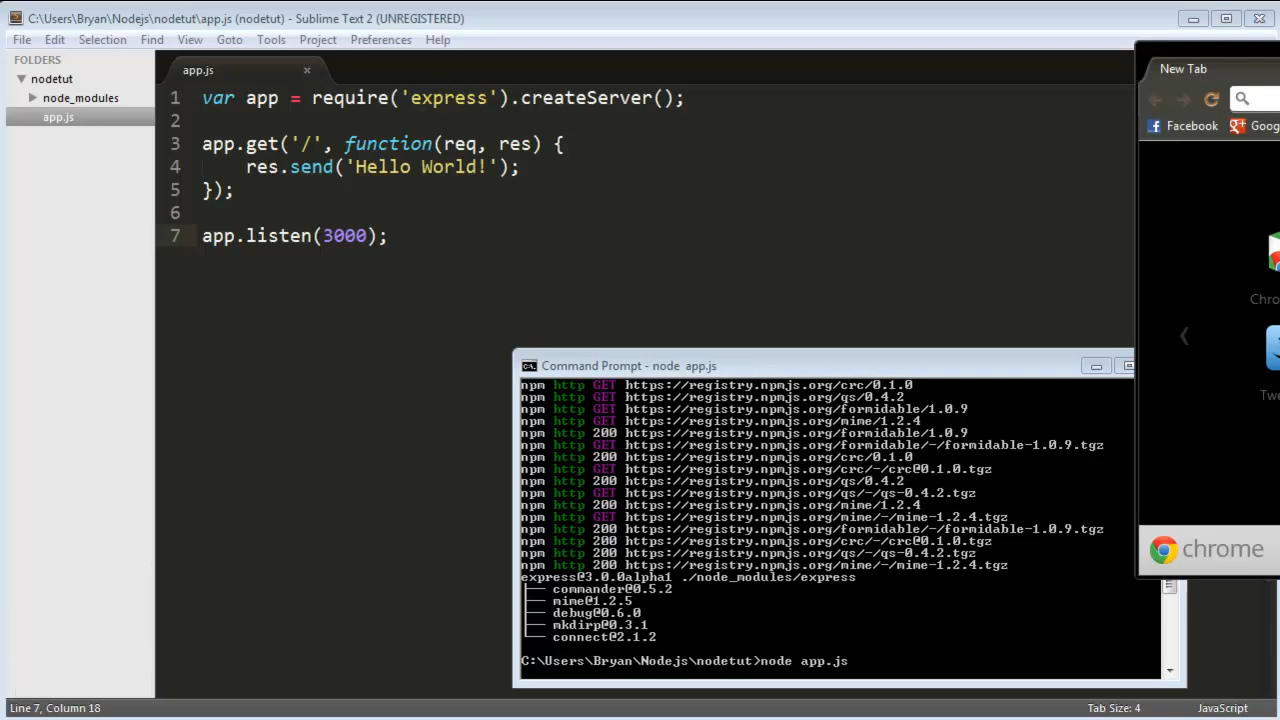 C:\Users\Bryan\Nodejs\nodetut\app.js (nodetut) - Sublime Text 2 (UNREGISTERED)
File Edit Selection Find View Goto Tools Project Preferences Help
FOLDERS
nodetut
node_modules
app.js
app.js
1 var app = require('express').createServer();
2
3 app.get('/', function(req, res) {
4 res.send('Hello World!');
5 });
6
7 app.listen(3000);
New Tab
Facebook Goog
Chro
Twe
chrome
Command Prompt - node app.js
npm http GET https://registry.npmjs.org/crc/0.1.0
npm http GET https://registry.npmjs.org/qs/0.4.2
npm http GET https://registry.npmjs.org/formidable/1.0.9
npm http GET https://registry.npmjs.org/mime/1.2.4
npm http 200 https://registry.npmjs.org/formidable/1.0.9
npm http GET https://registry.npmjs.org/formidable/-/formidable-1.0.9.tgz
npm http 200 https://registry.npmjs.org/crc/0.1.0
npm http GET https://registry.npmjs.org/crc/-/crc@0.1.0.tgz
npm http 200 https://registry.npmjs.org/qs/0.4.2
npm http GET https://registry.npmjs.org/qs/-/qs-0.4.2.tgz
npm http 200 https://registry.npmjs.org/mime/1.2.4
npm http GET https://registry.npmjs.org/mime/-/mime-1.2.4.tgz
npm http 200 https://registry.npmjs.org/formidable/-/formidable-1.0.9.tgz
npm http 200 https://registry.npmjs.org/crc/-/crc@0.1.0.tgz
npm http 200 https://registry.npmjs.org/qs/-/qs-0.4.2.tgz
npm http 200 https://registry.npmjs.org/mime/-/mime-1.2.4.tgz
express@3.0.0alpha1 ./node_modules/express
├── commander@0.5.2
├── mime@1.2.5
├── debug@0.6.0
├── mkdirp@0.3.1
└── connect@2.1.2
C:\Users\Bryan\Nodejs\nodetut>node app.js
Line 7, Column 18
Tab Size: 4 JavaScript